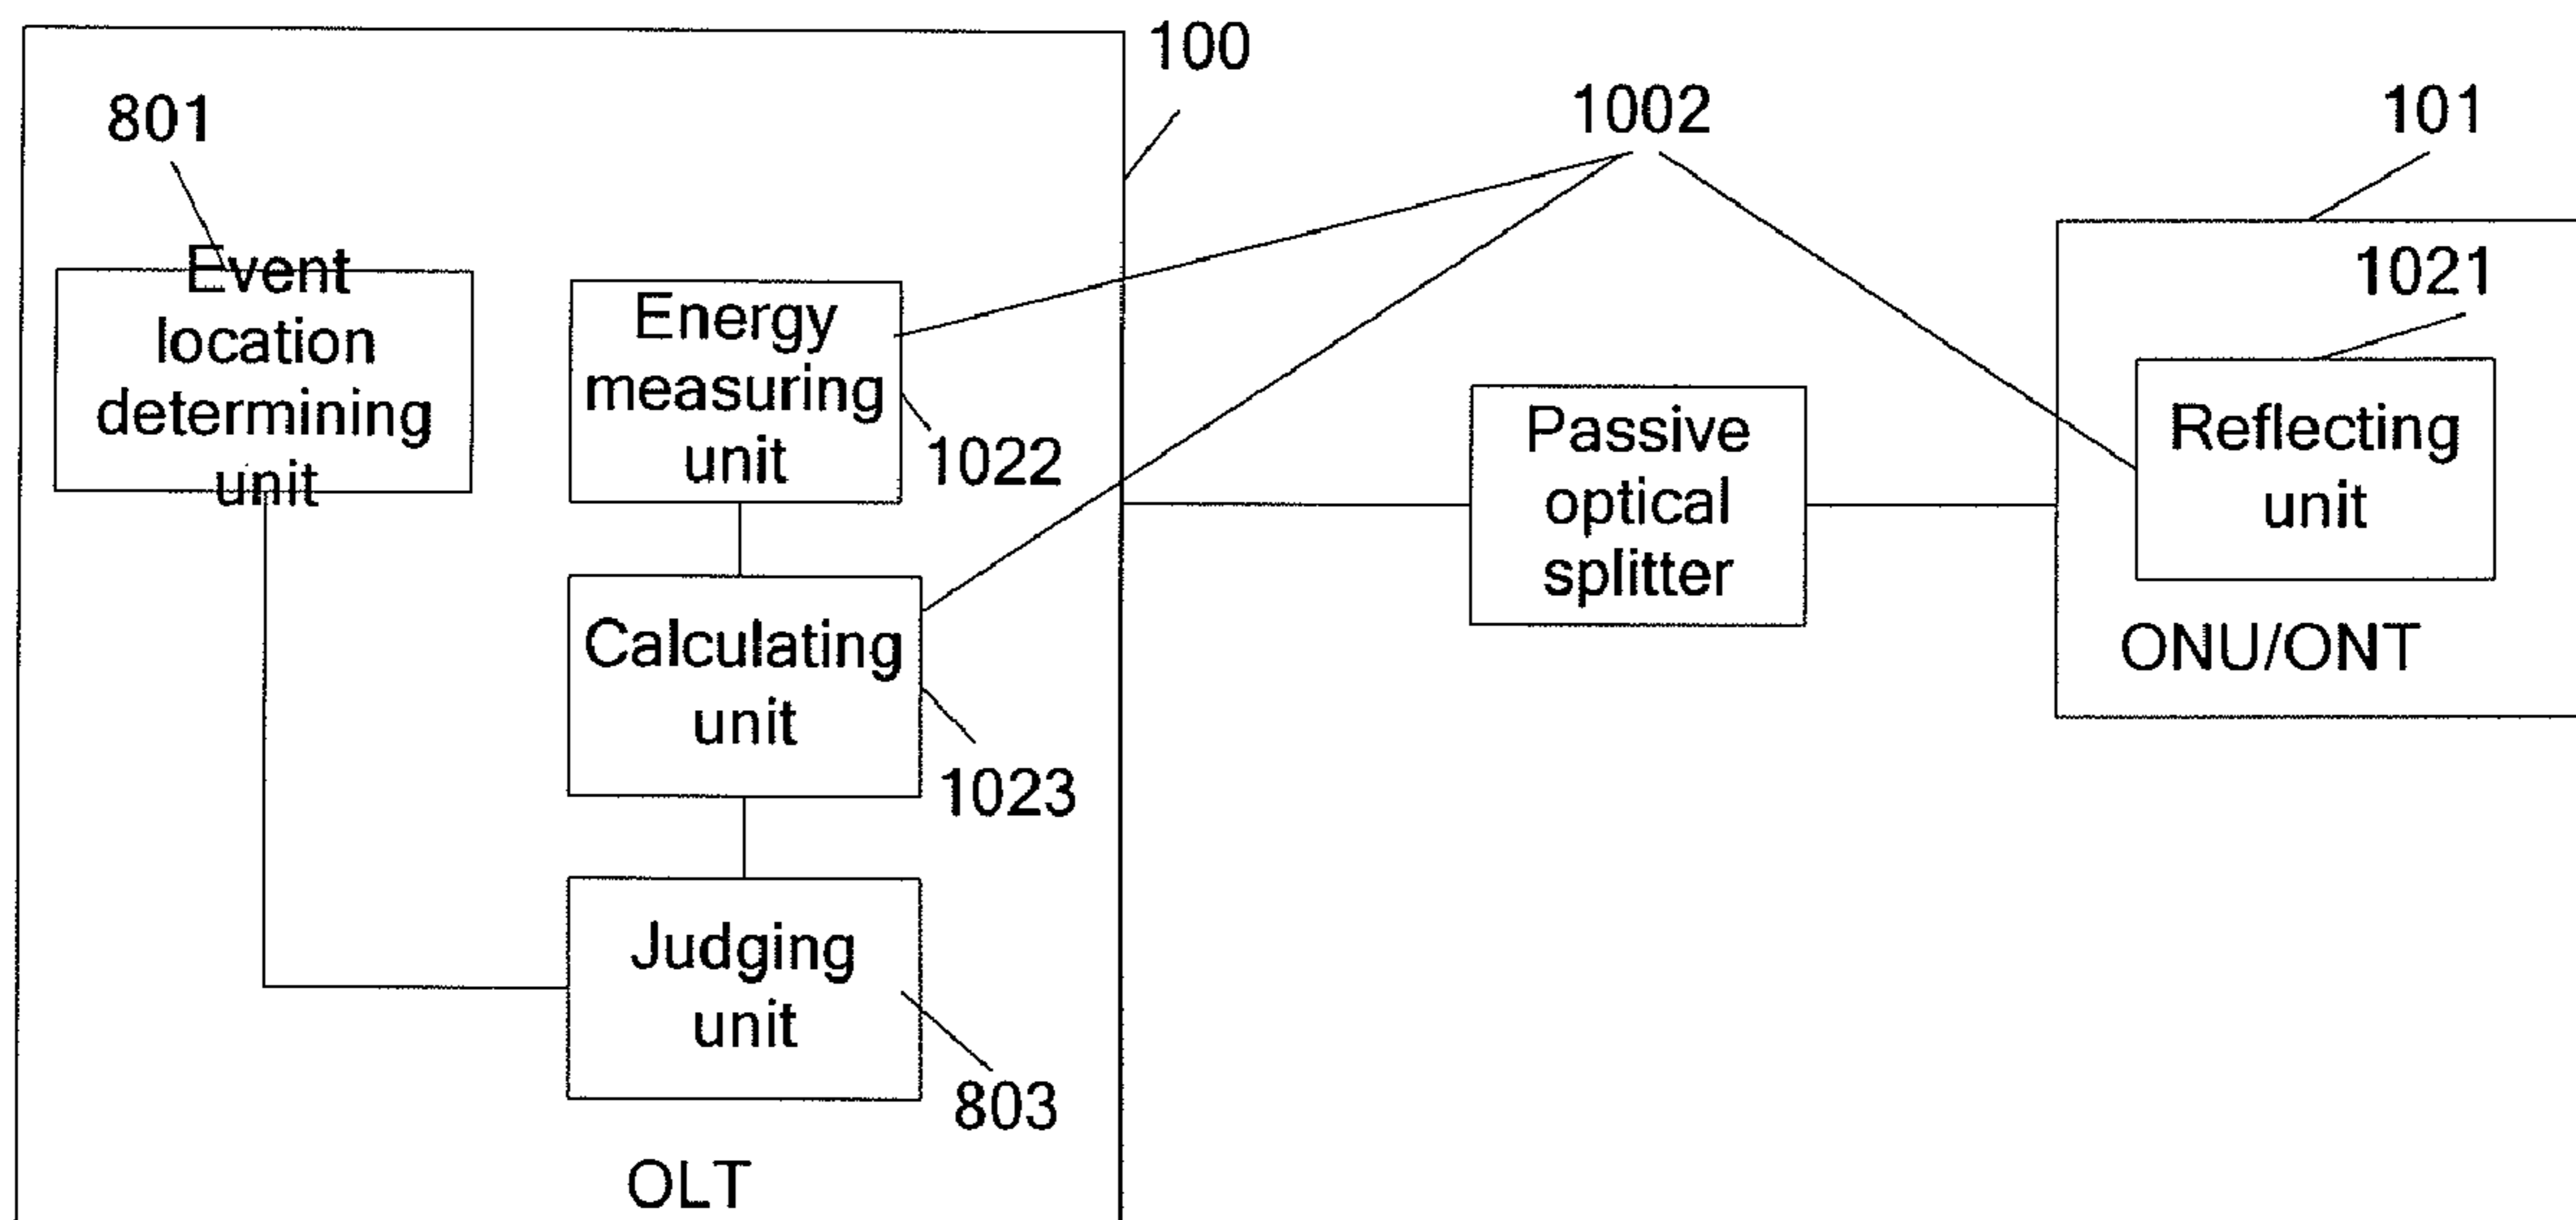 100
801
1002
101
Event
location
determining
unit
Energy
measuring
unit
1022
1021
Reflecting
unit
Passive
optical
splitter
ONU/ONT
Calculating
unit
1023
Judging
unit
803
OLT